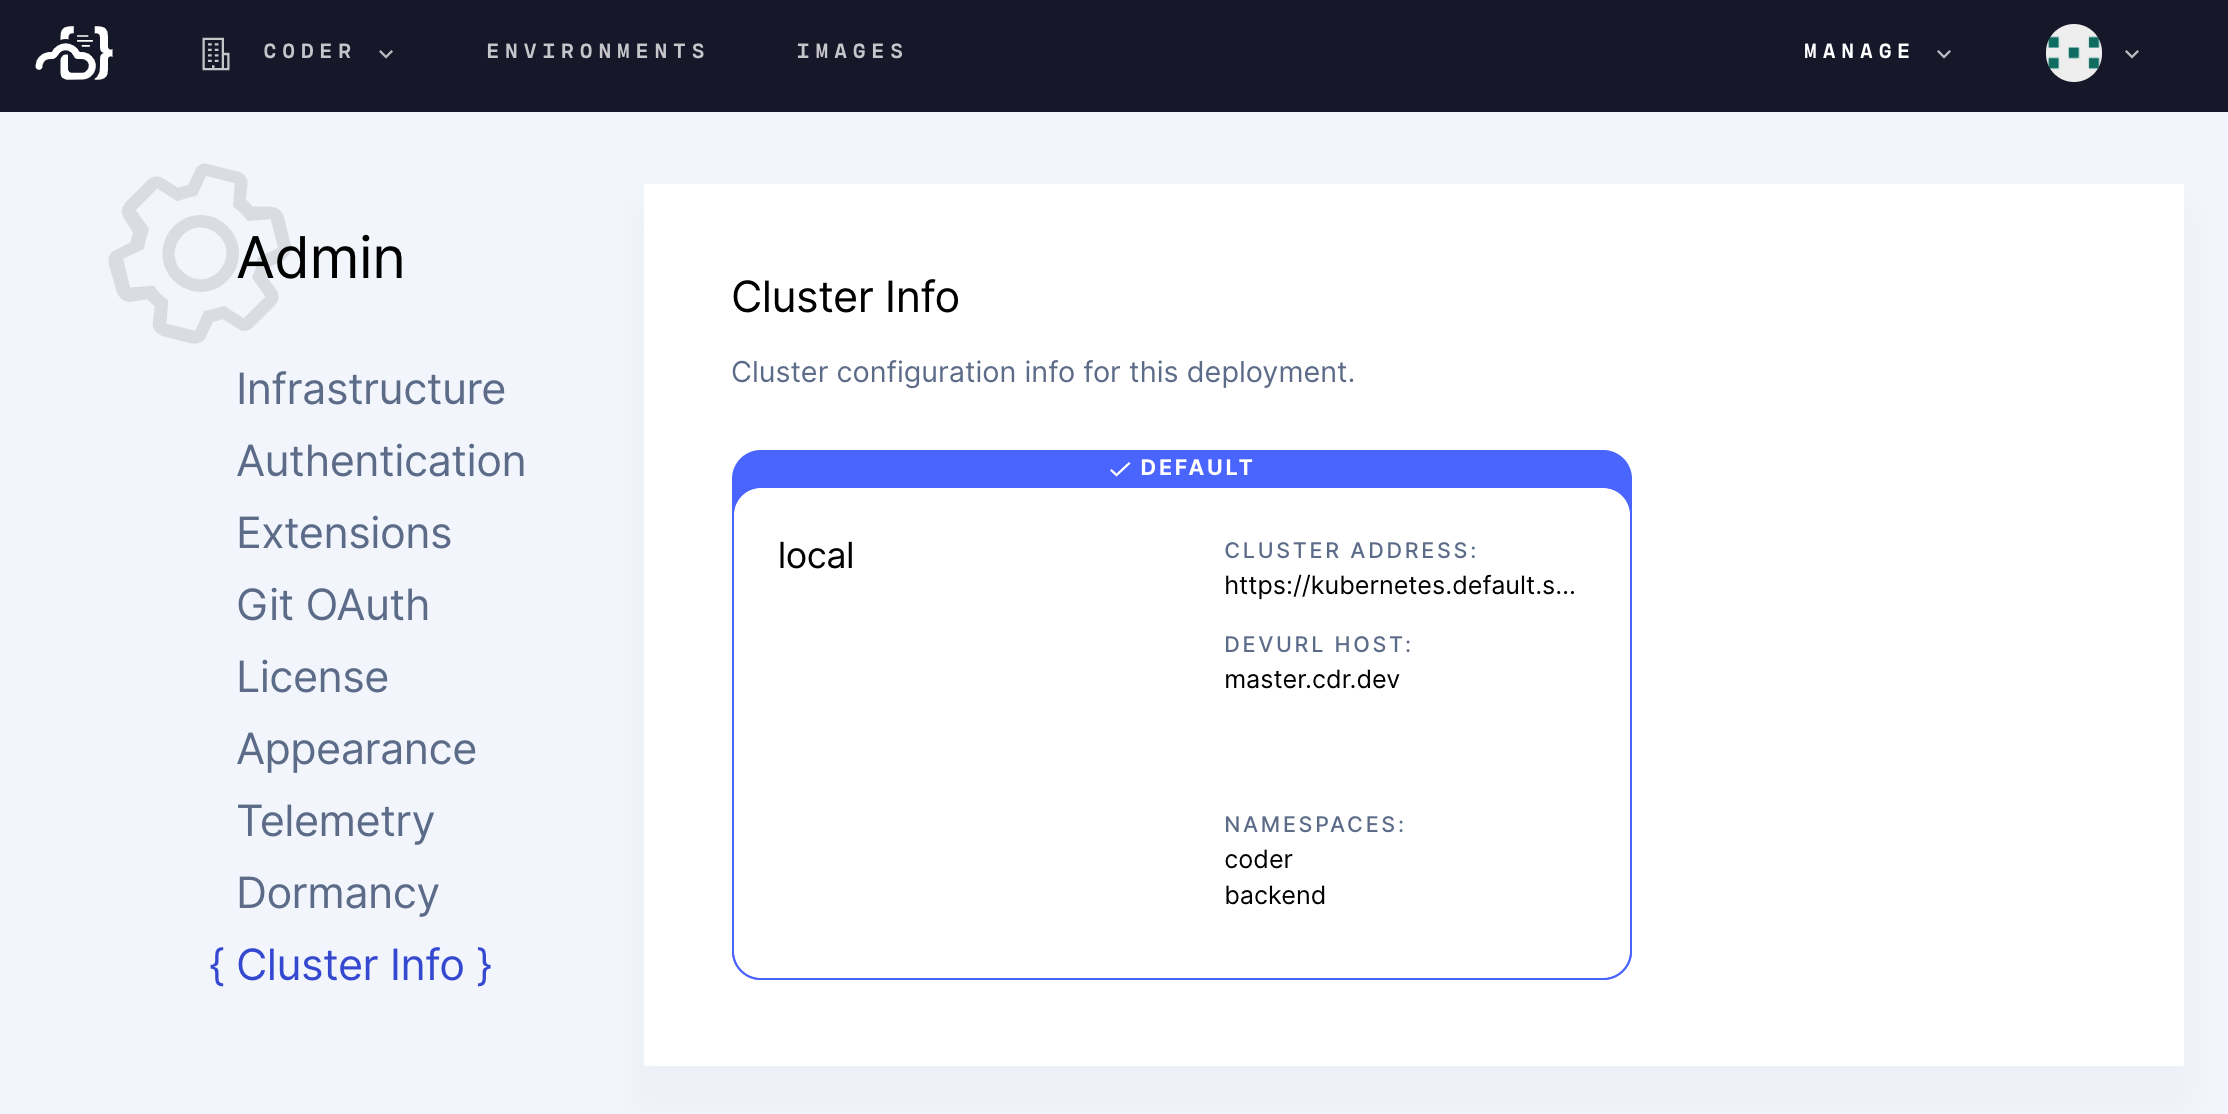 CODER
ENVIRONMENTS
IMAGES
MANAGE
Admin
Infrastructure
Authentication
Extensions
Git OAuth
License
Appearance
Telemetry
Dormancy
{ Cluster Info }
Cluster Info
Cluster configuration info for this deployment.
DEFAULT
local
CLUSTER ADDRESS:
https://kubernetes.default.s...
DEVURL HOST:
master.cdr.dev
NAMESPACES:
coder
backend